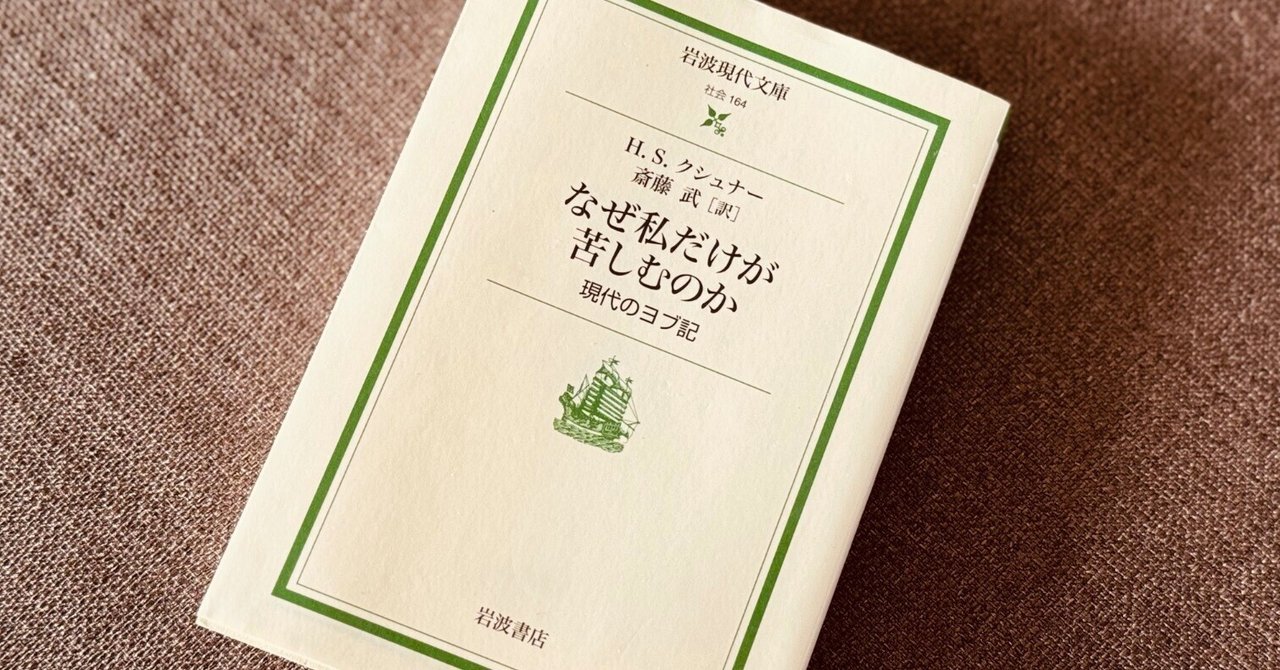 岩波現代文庫
社会 164
H. S. クシュナー
斎藤 武 [訳]
なぜ私だけが
苦しむのか
現代のヨブ記
岩波書店